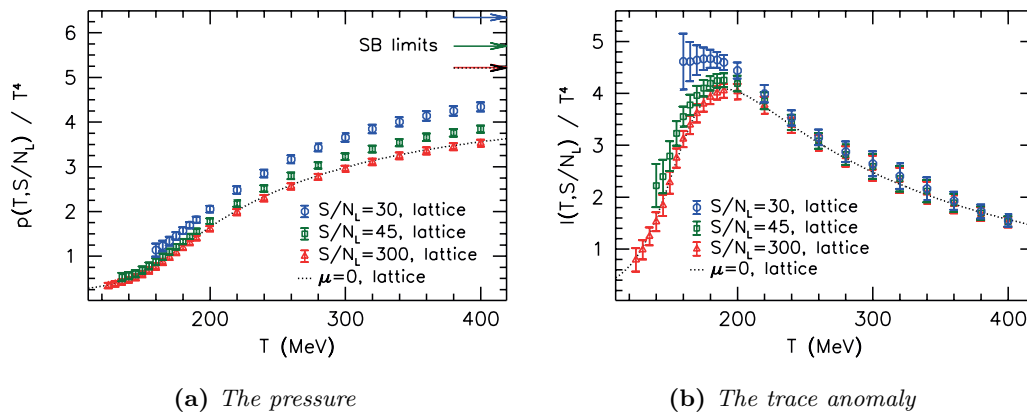 6
5
4
3
2
1
200
300
400
T (MeV)
p(T,S/N_L) / T⁴
SB limits
S/N_L=30, lattice
S/N_L=45, lattice
S/N_L=300, lattice
μ=0, lattice
(a) The pressure
5
4
3
2
1
200
300
400
T (MeV)
I(T,S/N_L) / T⁴
S/N_L=30, lattice
S/N_L=45, lattice
S/N_L=300, lattice
μ=0, lattice
(b) The trace anomaly